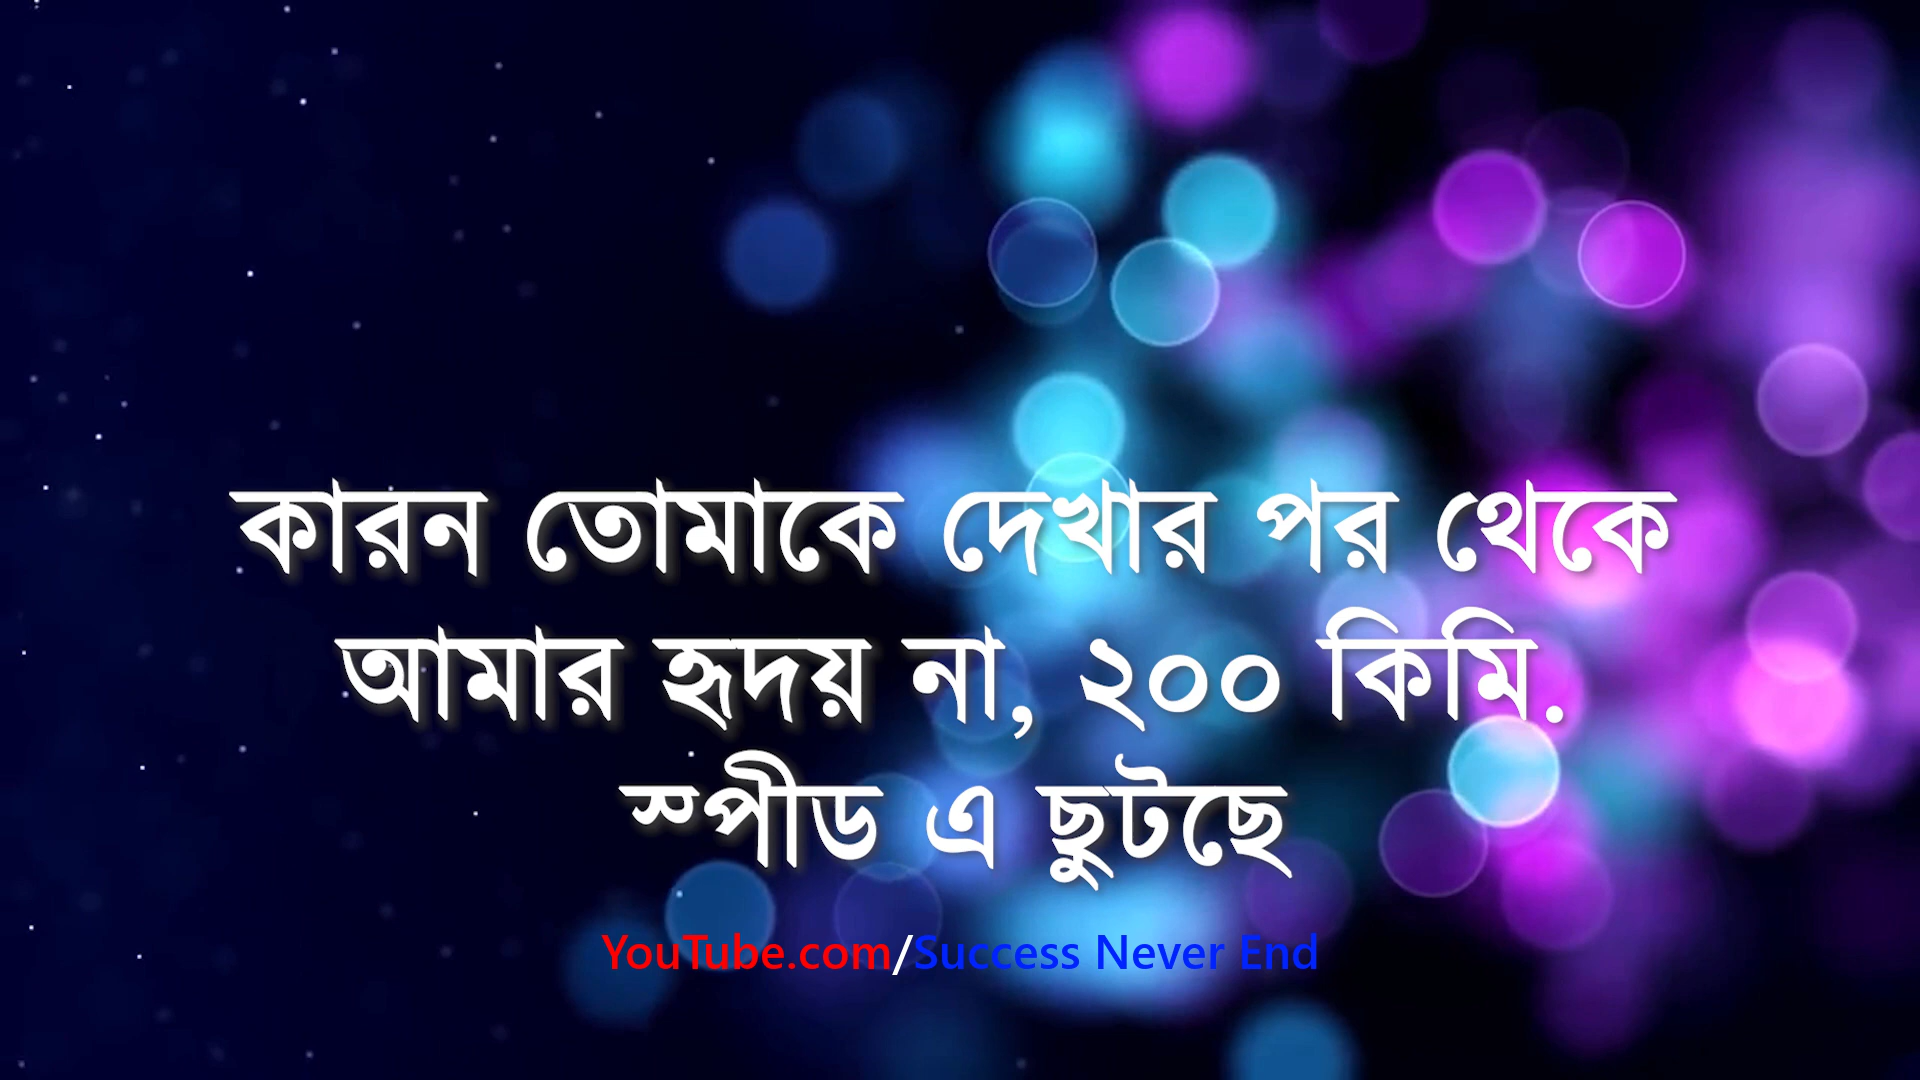 কারন তোমাকে দেখার পর থেকে
আমার হৃদয় না, ২০০ কিমি.
স্পীড এ ছুটছে
YouTube.com/Success Never End